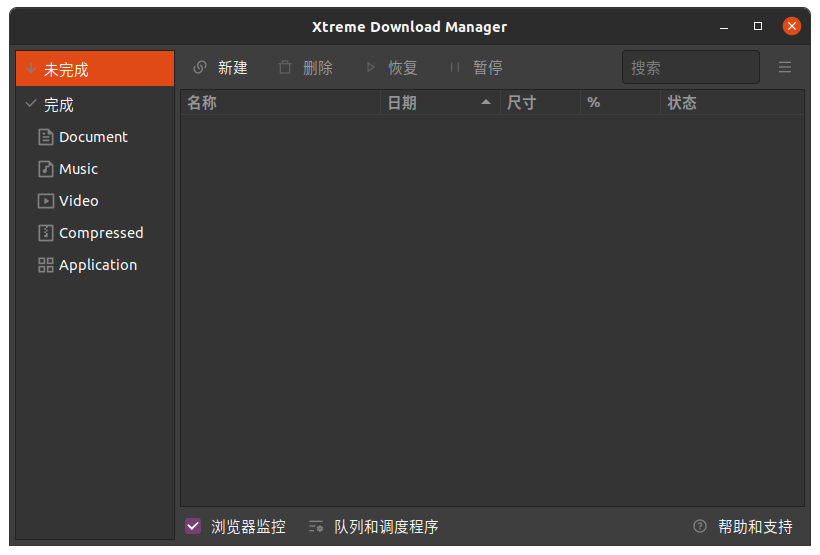 Xtreme Download Manager
未完成
新建 删除 恢复 暂停 搜索
完成
名称 日期 尺寸 % 状态
Document
Music
Video
Compressed
Application
浏览器监控 队列和调度程序 帮助和支持